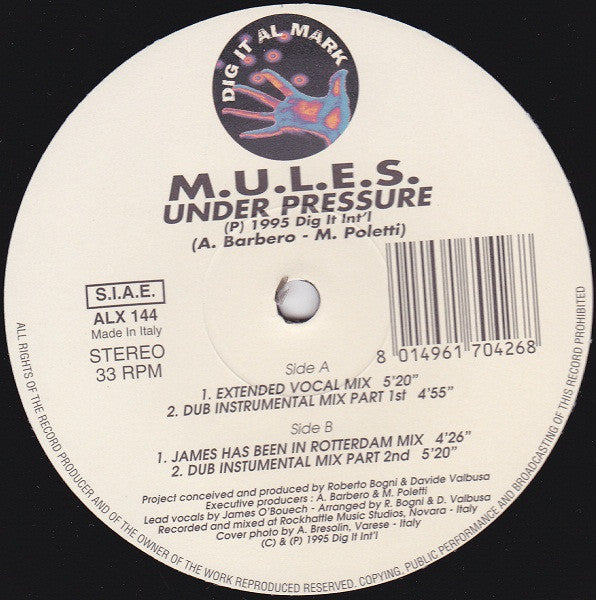 DIG IT AL MARK
M.U.L.E.S.
UNDER PRESSURE
(P) 1995 Dig It Int'l
(A. Barbero - M. Poletti)
S.I.A.E.
ALX 144
Made in Italy
STEREO
33 RPM
8 014961 704268
Side A
1. EXTENDED VOCAL MIX 5'20"
2. DUB INSTRUMENTAL MIX PART 1st 4'55"
Side B
1. JAMES HAS BEEN IN ROTTERDAM MIX 4'26"
2. DUB INSTUMENTAL MIX PART 2nd 5'20"
Project conceived and produced by Roberto Bogni & Davide Valbusa
Executive producers : A. Barbero & M. Poletti
Lead vocals by James O'Bouech - Arranged by R. Bogni & D. Valbusa
Recorded and mixed at Rockhattle Music Studios, Novara - Italy
Cover photo by A. Bresolin, Varese - Italy
(C) & (P) 1995 Dig It Int'l
ALL RIGHTS OF THE RECORD PRODUCER AND OF THE OWNER OF THE WORK REPRODUCED RESERVED. COPYING, PUBLIC PERFORMANCE AND BROADCASTING OF THIS RECORD PROHIBITED